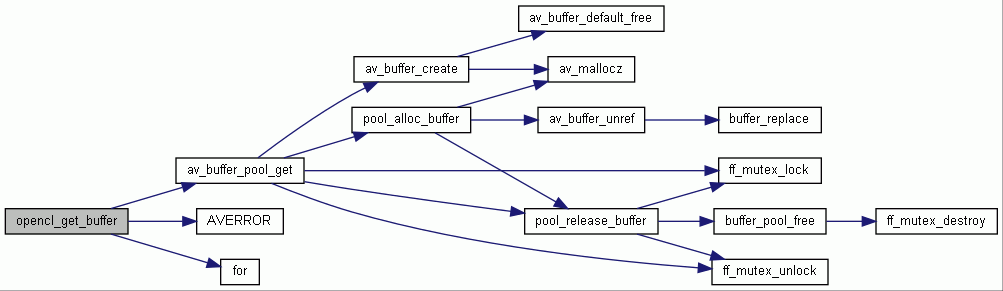 av_buffer_default_free
av_buffer_create
av_mallocz
pool_alloc_buffer
av_buffer_unref
buffer_replace
av_buffer_pool_get
ff_mutex_lock
opencl_get_buffer
AVERROR
pool_release_buffer
buffer_pool_free
ff_mutex_destroy
for
ff_mutex_unlock